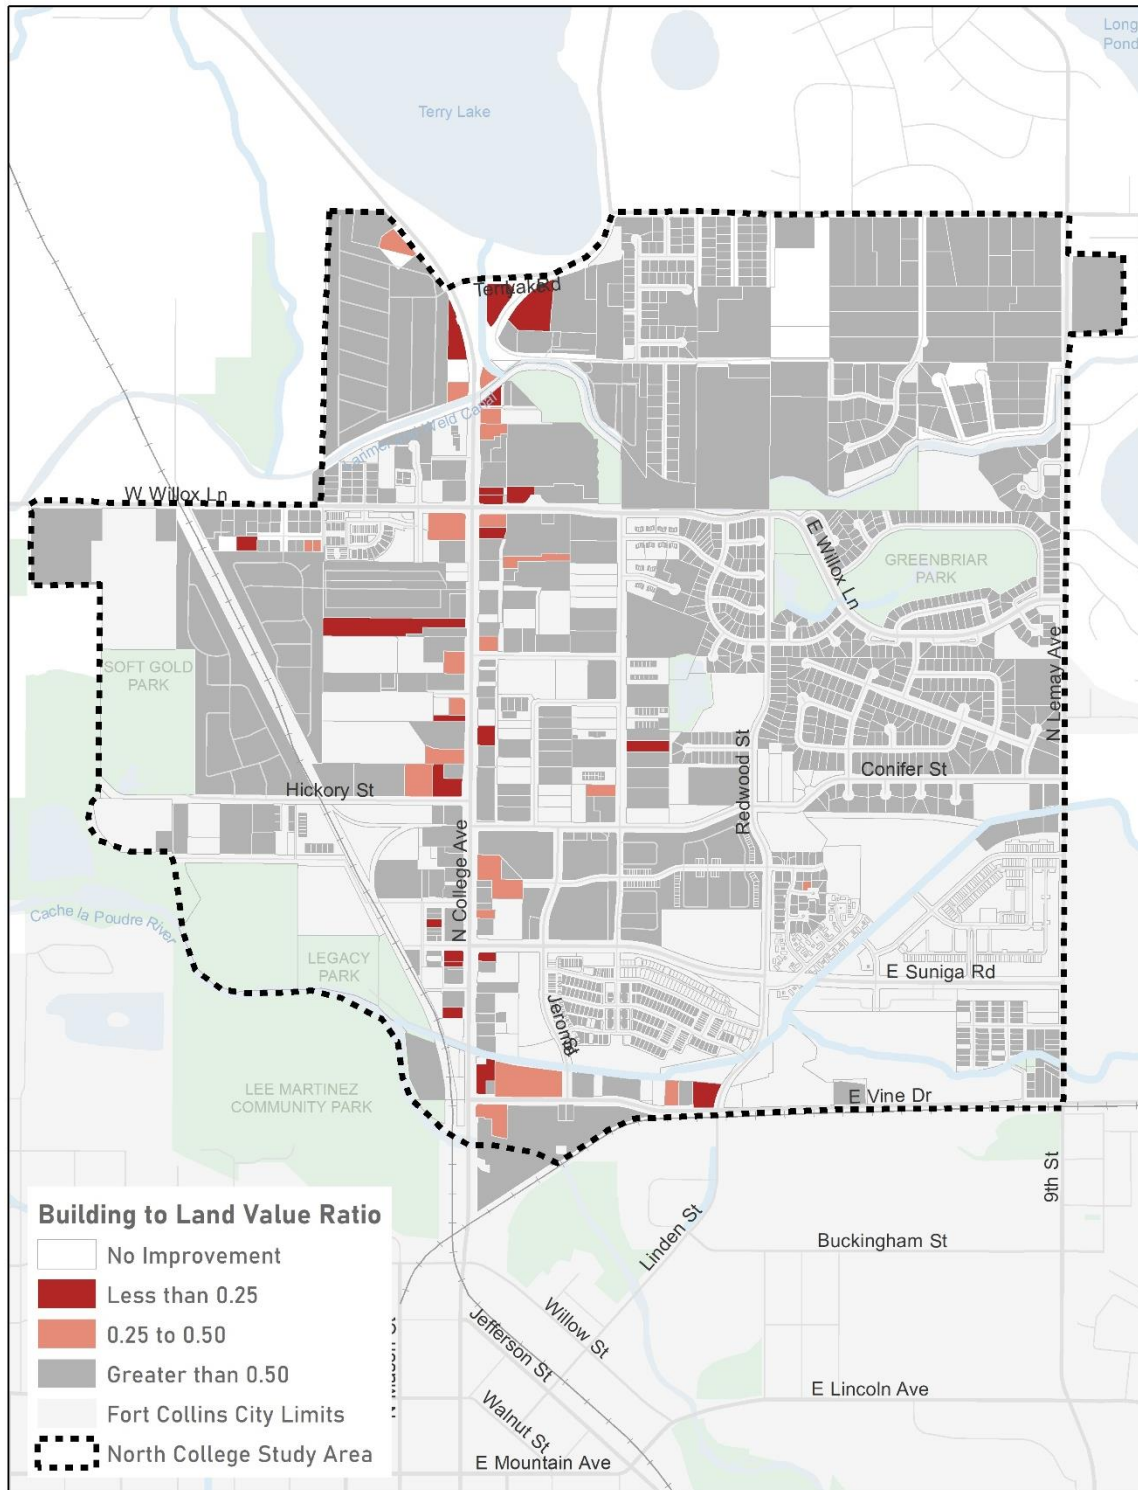 Long
Pond
Terry Lake
Terry Lake Rd
Larimer and Weld Canal
W Willox Ln
E Willox Ln
GREENBRIAR
PARK
SOFT GOLD
PARK
N Lemay Ave
Redwood St
Conifer St
Hickory St
N College Ave
Cache la Poudre River
LEGACY
PARK
E Suniga Rd
Jerome St
LEE MARTINEZ
COMMUNITY PARK
E Vine Dr
9th St
Linden St
Buckingham St
Willow St
Jefferson St
N Mason St
Walnut St
E Lincoln Ave
E Mountain Ave
Building to Land Value Ratio
No Improvement
Less than 0.25
0.25 to 0.50
Greater than 0.50
Fort Collins City Limits
North College Study Area